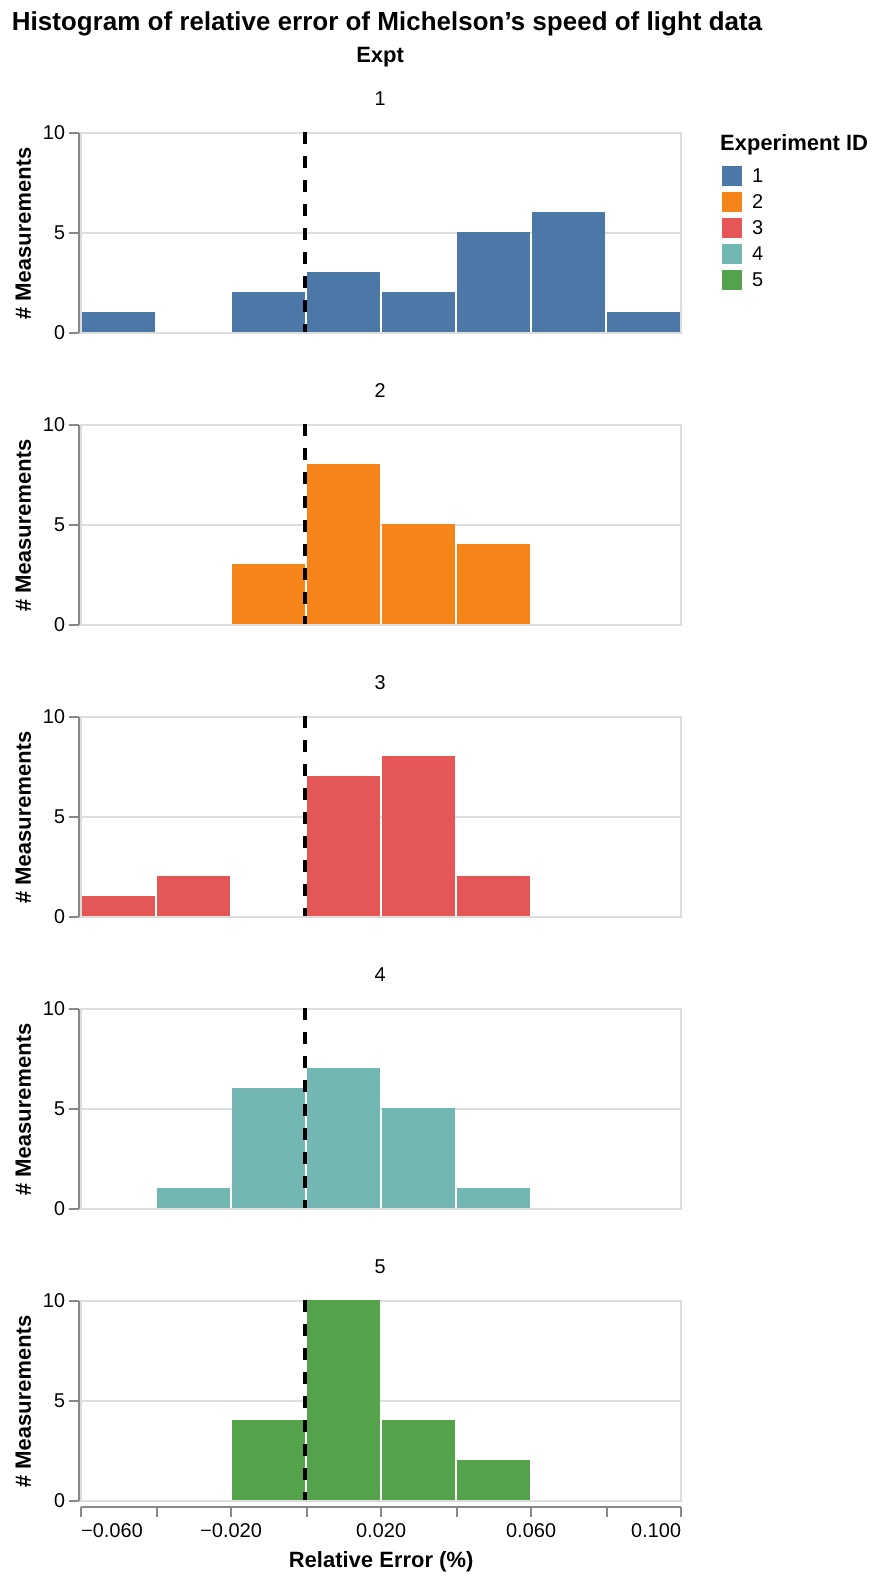 Histogram of relative error of Michelson’s speed of light data
Expt
1
10
5
0
# Measurements
Experiment ID
1
2
3
4
5
2
10
5
0
# Measurements
3
10
5
0
# Measurements
4
10
5
0
# Measurements
5
10
5
0
# Measurements
−0.060 −0.020 0.020 0.060 0.100
Relative Error (%)